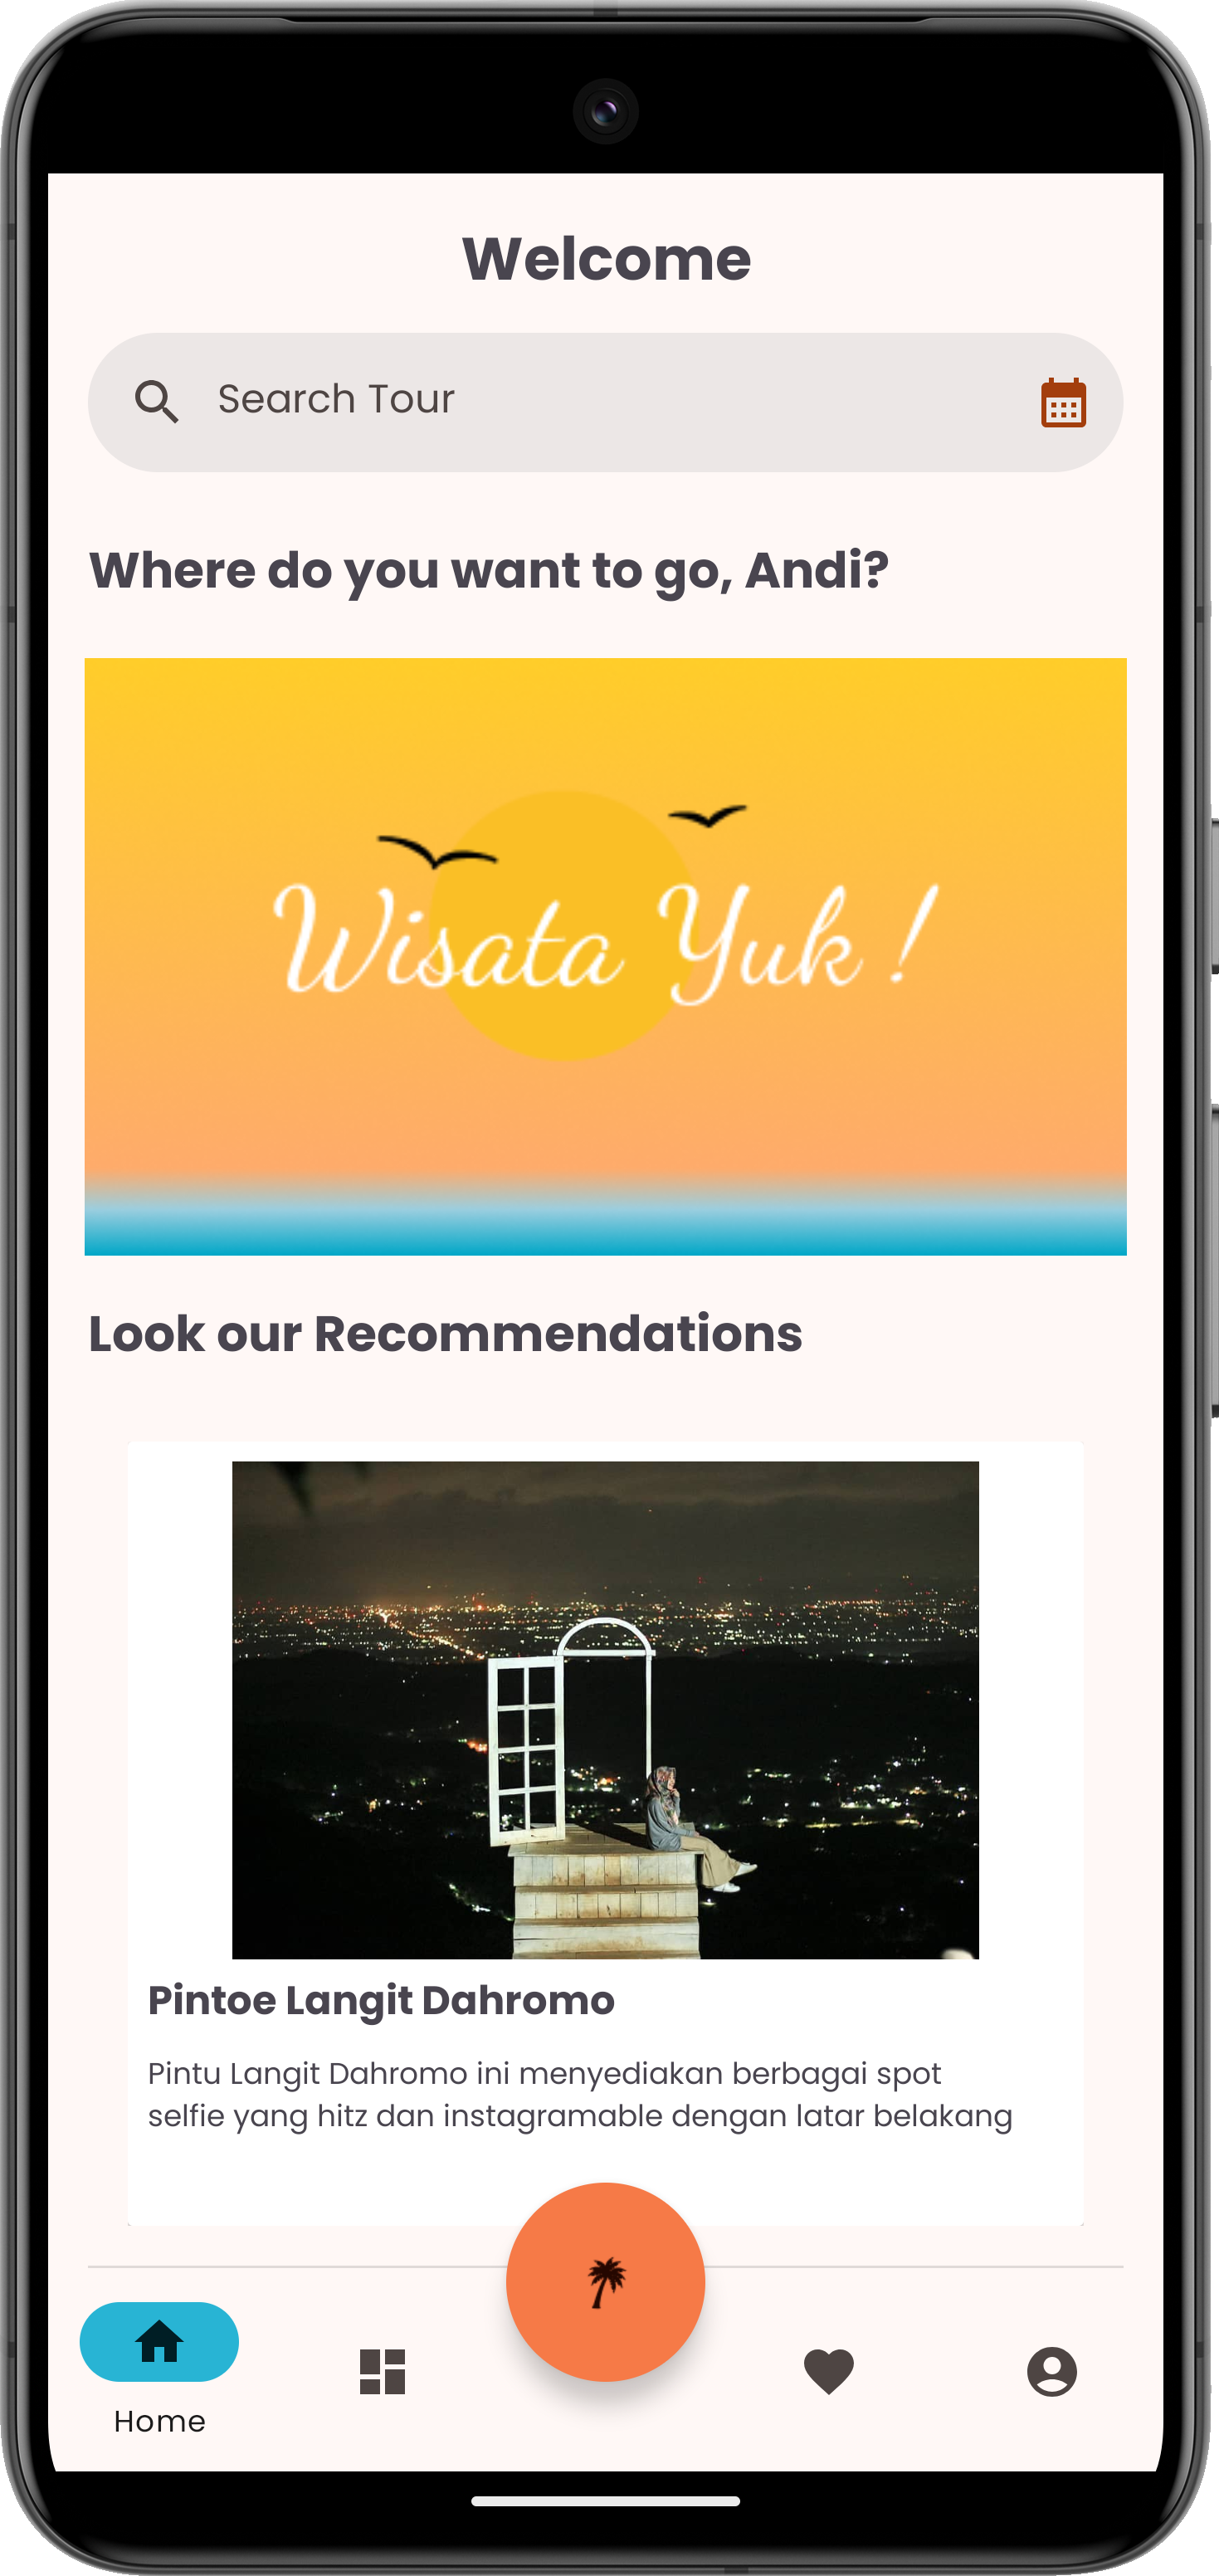 Welcome
Search Tour
Where do you want to go, Andi?
Wisata Yuk !
Look our Recommendations
Pintoe Langit Dahromo
Pintu Langit Dahromo ini menyediakan berbagai spot
selfie yang hitz dan instagramable dengan latar belakang
Home